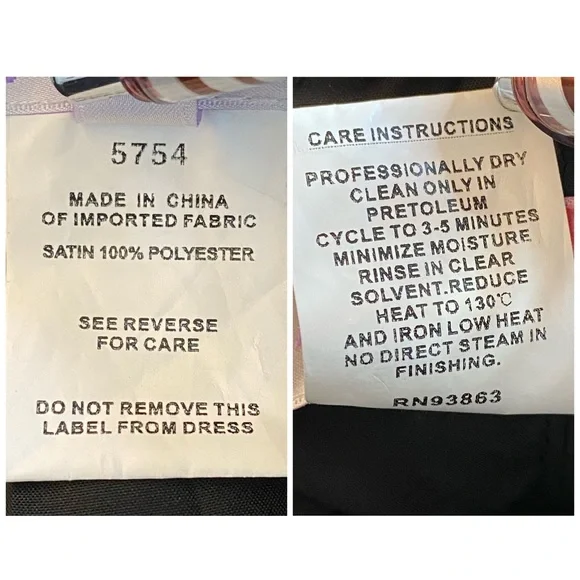 5754
MADE IN CHINA
OF IMPORTED FABRIC
SATIN 100% POLYESTER
SEE REVERSE
FOR CARE
DO NOT REMOVE THIS
LABEL FROM DRESS
CARE INSTRUCTIONS
PROFESSIONALLY DRY
CLEAN ONLY IN
PRETOLEUM
CYCLE TO 3-5 MINUTES
MINIMIZE MOISTURE
RINSE IN CLEAR
SOLVENT.REDUCE
HEAT TO 130℃
AND IRON LOW HEAT
NO DIRECT STEAM IN
FINISHING.
RN93863